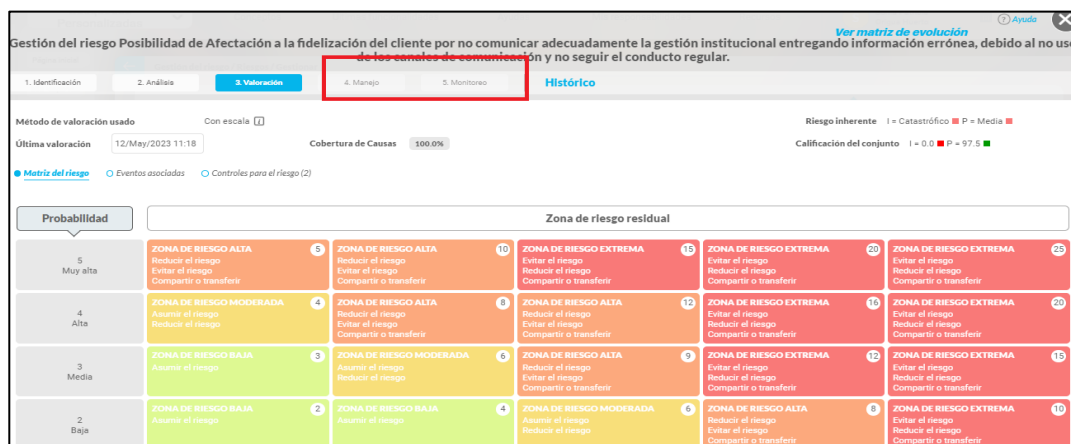 Ayuda
Ver matriz de evolución
Gestión del riesgo Posibilidad de Afectación a la fidelización del cliente por no comunicar adecuadamente la gestión institucional entregando información errónea, debido al no uso
de los canales de comunicación y no seguir el conducto regular.
1. Identificación 2. Análisis 3. Valoración 4. Manejo 5. Monitoreo Histórico
Método de valoración usado Con escala Riesgo inherente I = Catastrófico P = Media
Última valoración 12/May/2023 11:18 Cobertura de Causas 100.0% Calificación del conjunto I = 0.0 P = 97.5
Matriz del riesgo Eventos asociadas Controles para el riesgo (2)
Probabilidad Zona de riesgo residual
5
Muy alta
ZONA DE RIESGO ALTA 5
Reducir el riesgo
Evitar el riesgo
Compartir o transferir
ZONA DE RIESGO ALTA 10
Reducir el riesgo
Evitar el riesgo
Compartir o transferir
ZONA DE RIESGO EXTREMA 15
Evitar el riesgo
Reducir el riesgo
Compartir o transferir
ZONA DE RIESGO EXTREMA 20
Evitar el riesgo
Reducir el riesgo
Compartir o transferir
ZONA DE RIESGO EXTREMA 25
Evitar el riesgo
Reducir el riesgo
Compartir o transferir
4
Alta
ZONA DE RIESGO MODERADA 4
Asumir el riesgo
Reducir el riesgo
ZONA DE RIESGO ALTA 8
Reducir el riesgo
Evitar el riesgo
Compartir o transferir
ZONA DE RIESGO ALTA 12
Reducir el riesgo
Evitar el riesgo
Compartir o transferir
ZONA DE RIESGO EXTREMA 16
Evitar el riesgo
Reducir el riesgo
Compartir o transferir
ZONA DE RIESGO EXTREMA 20
Evitar el riesgo
Reducir el riesgo
Compartir o transferir
3
Media
ZONA DE RIESGO BAJA 3
Asumir el riesgo
ZONA DE RIESGO MODERADA 6
Asumir el riesgo
Reducir el riesgo
ZONA DE RIESGO ALTA 9
Reducir el riesgo
Evitar el riesgo
Compartir o transferir
ZONA DE RIESGO EXTREMA 12
Evitar el riesgo
Reducir el riesgo
Compartir o transferir
ZONA DE RIESGO EXTREMA 15
Evitar el riesgo
Reducir el riesgo
Compartir o transferir
2
Baja
ZONA DE RIESGO BAJA 2
Asumir el riesgo
ZONA DE RIESGO BAJA 4
Asumir el riesgo
ZONA DE RIESGO MODERADA 6
Asumir el riesgo
Reducir el riesgo
ZONA DE RIESGO ALTA 8
Reducir el riesgo
Evitar el riesgo
Compartir o transferir
ZONA DE RIESGO EXTREMA 10
Evitar el riesgo
Reducir el riesgo
Compartir o transferir